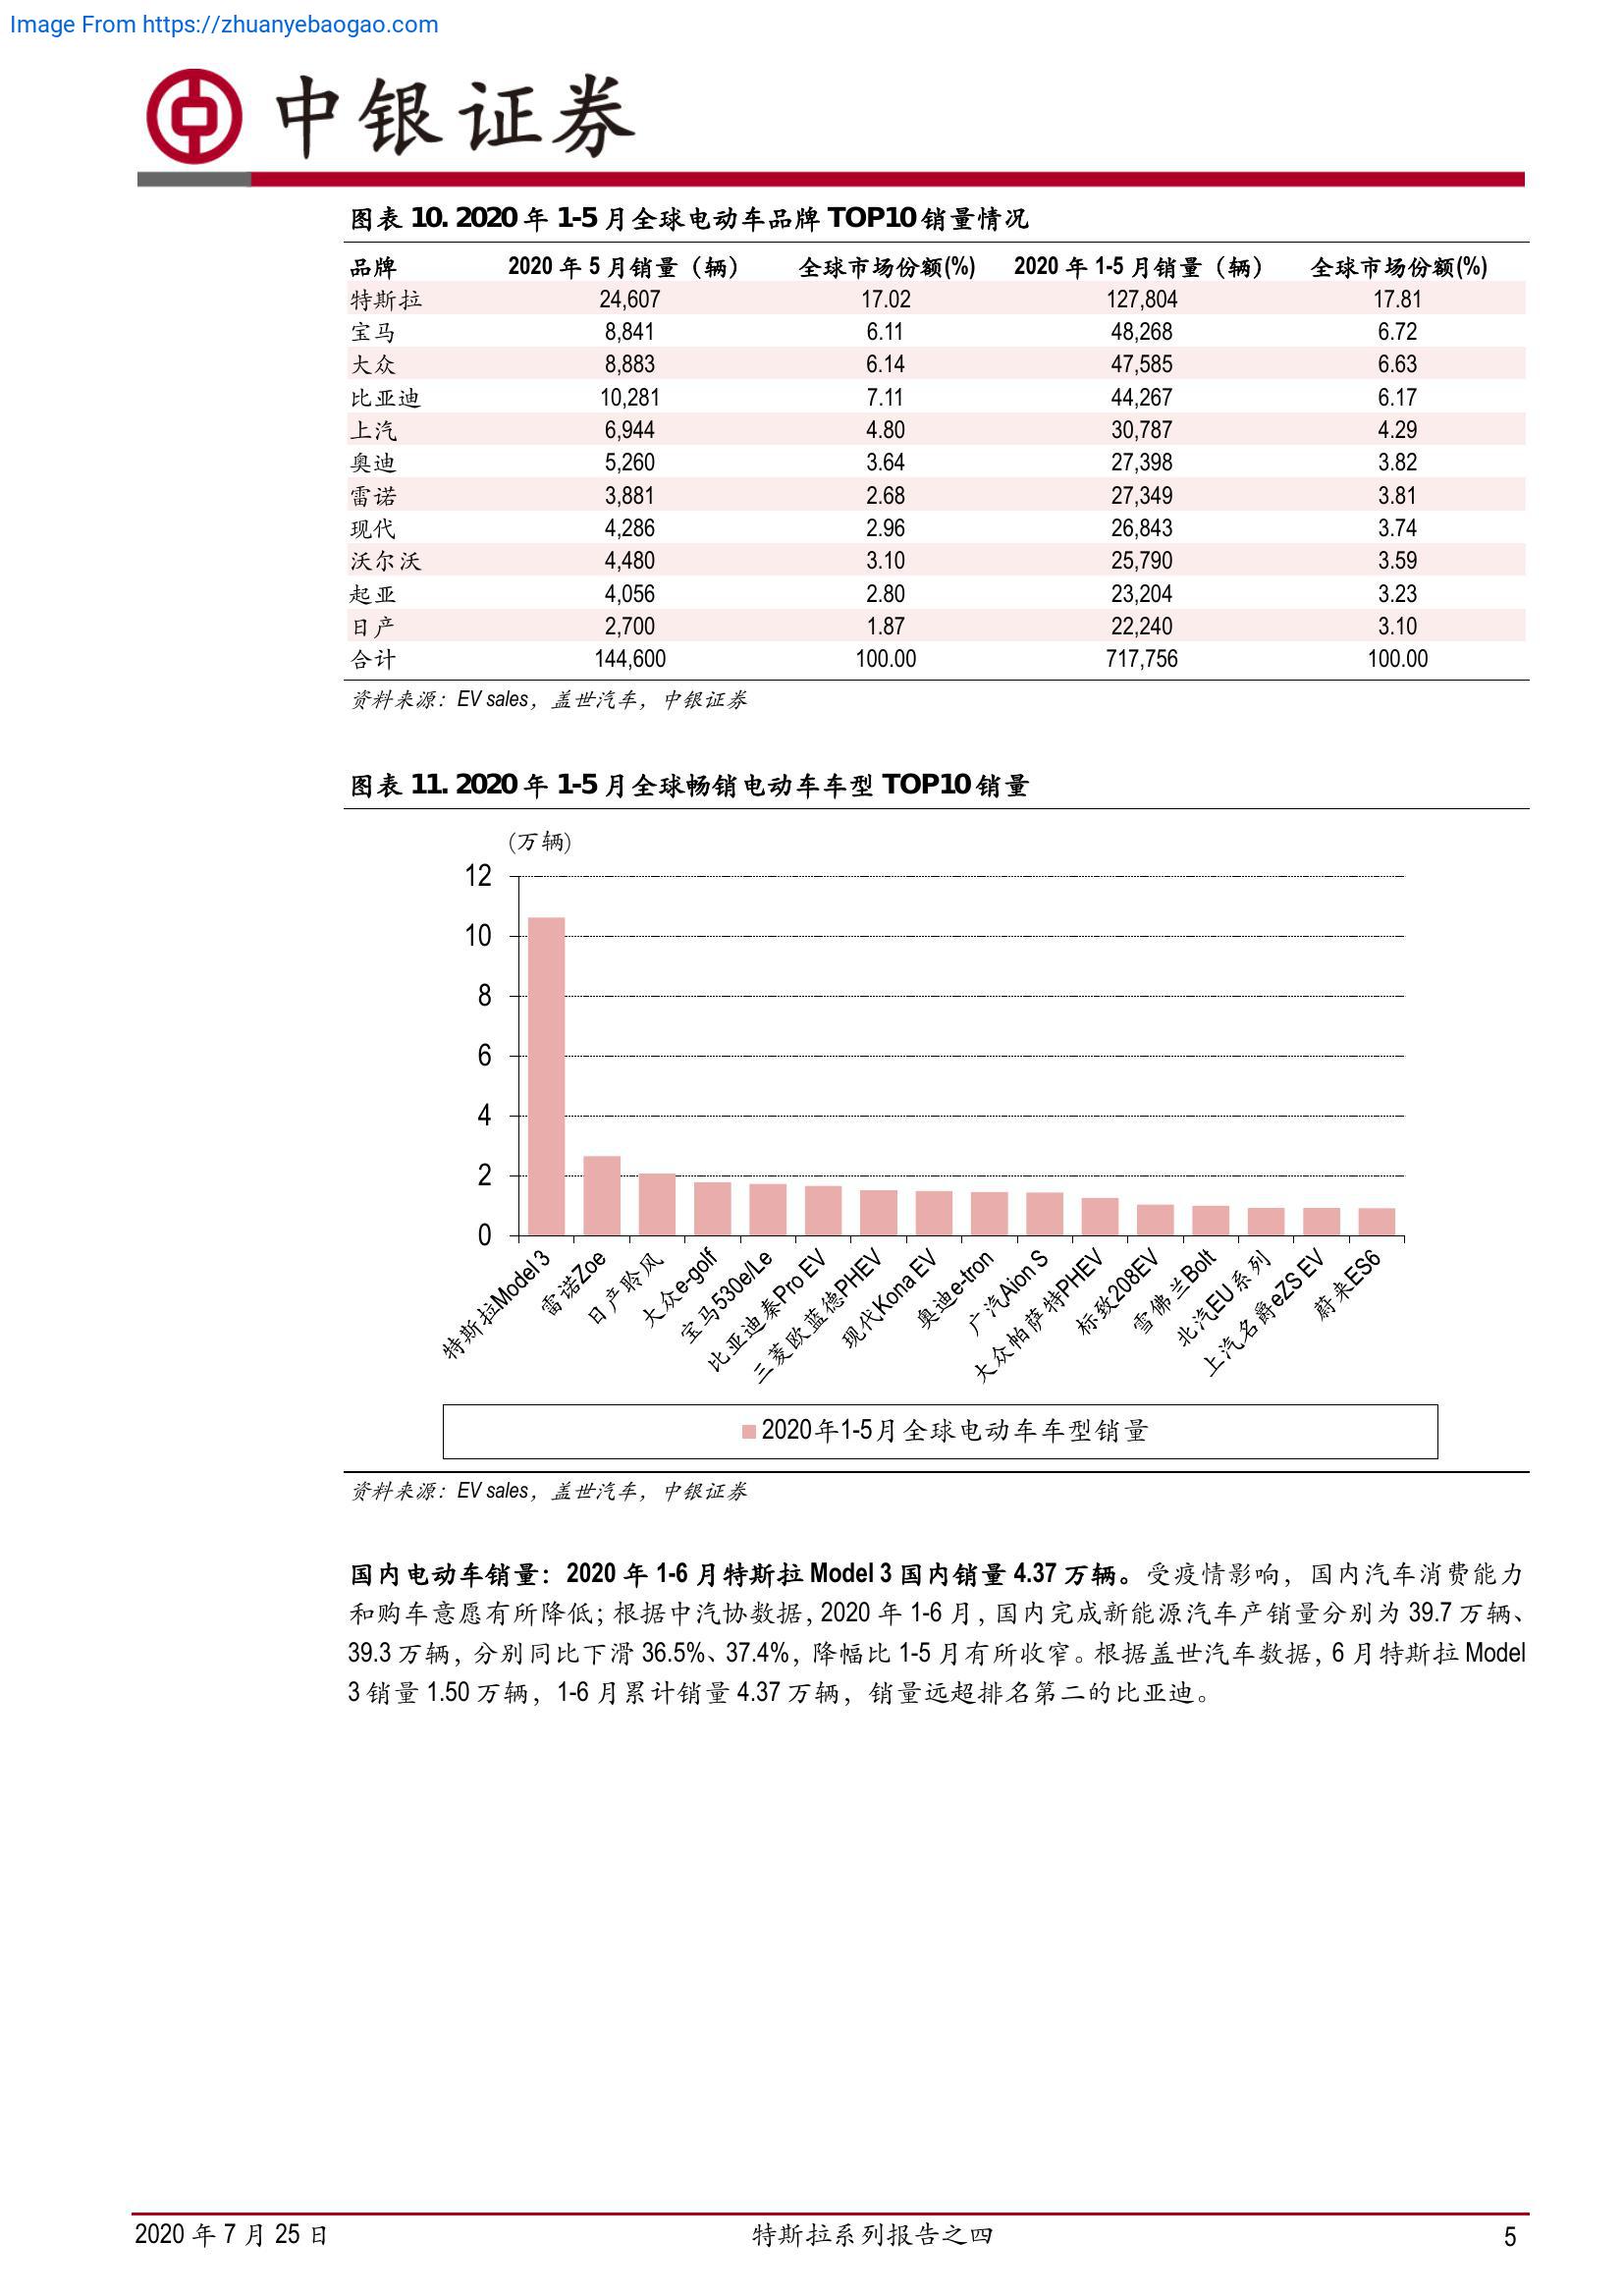 Image From https://zhuanyebaogao.com
中银证券
图表 10. 2020 年 1-5 月全球电动车品牌 TOP10 销量情况
品牌 2020 年 5 月销量（辆） 全球市场份额(%) 2020 年 1-5 月销量（辆） 全球市场份额(%)
特斯拉 24,607 17.02 127,804 17.81
宝马 8,841 6.11 48,268 6.72
大众 8,883 6.14 47,585 6.63
比亚迪 10,281 7.11 44,267 6.17
上汽 6,944 4.80 30,787 4.29
奥迪 5,260 3.64 27,398 3.82
雷诺 3,881 2.68 27,349 3.81
现代 4,286 2.96 26,843 3.74
沃尔沃 4,480 3.10 25,790 3.59
起亚 4,056 2.80 23,204 3.23
日产 2,700 1.87 22,240 3.10
合计 144,600 100.00 717,756 100.00
资料来源：EV sales，盖世汽车，中银证券
图表 11. 2020 年 1-5 月全球畅销电动车车型 TOP10 销量
(万辆)
12
10
8
6
4
2
0
特斯拉Model 3
雷诺Zoe
日产聆风
大众e-golf
宝马530e/Le
比亚迪秦Pro EV
三菱欧蓝德PHEV
现代Kona EV
奥迪e-tron
广汽Aion S
大众帕萨特PHEV
标致208EV
雪佛兰Bolt
北汽EU系列
上汽名爵eZS EV
蔚来ES6
2020年1-5月全球电动车车型销量
资料来源：EV sales，盖世汽车，中银证券
国内电动车销量：2020 年 1-6 月特斯拉 Model 3 国内销量 4.37 万辆。受疫情影响，国内汽车消费能力
和购车意愿有所降低；根据中汽协数据，2020 年 1-6 月，国内完成新能源汽车产销量分别为 39.7 万辆、
39.3 万辆，分别同比下滑 36.5%、37.4%，降幅比 1-5 月有所收窄。根据盖世汽车数据，6 月特斯拉 Model
3 销量 1.50 万辆，1-6 月累计销量 4.37 万辆，销量远超排名第二的比亚迪。
2020 年 7 月 25 日 特斯拉系列报告之四 5